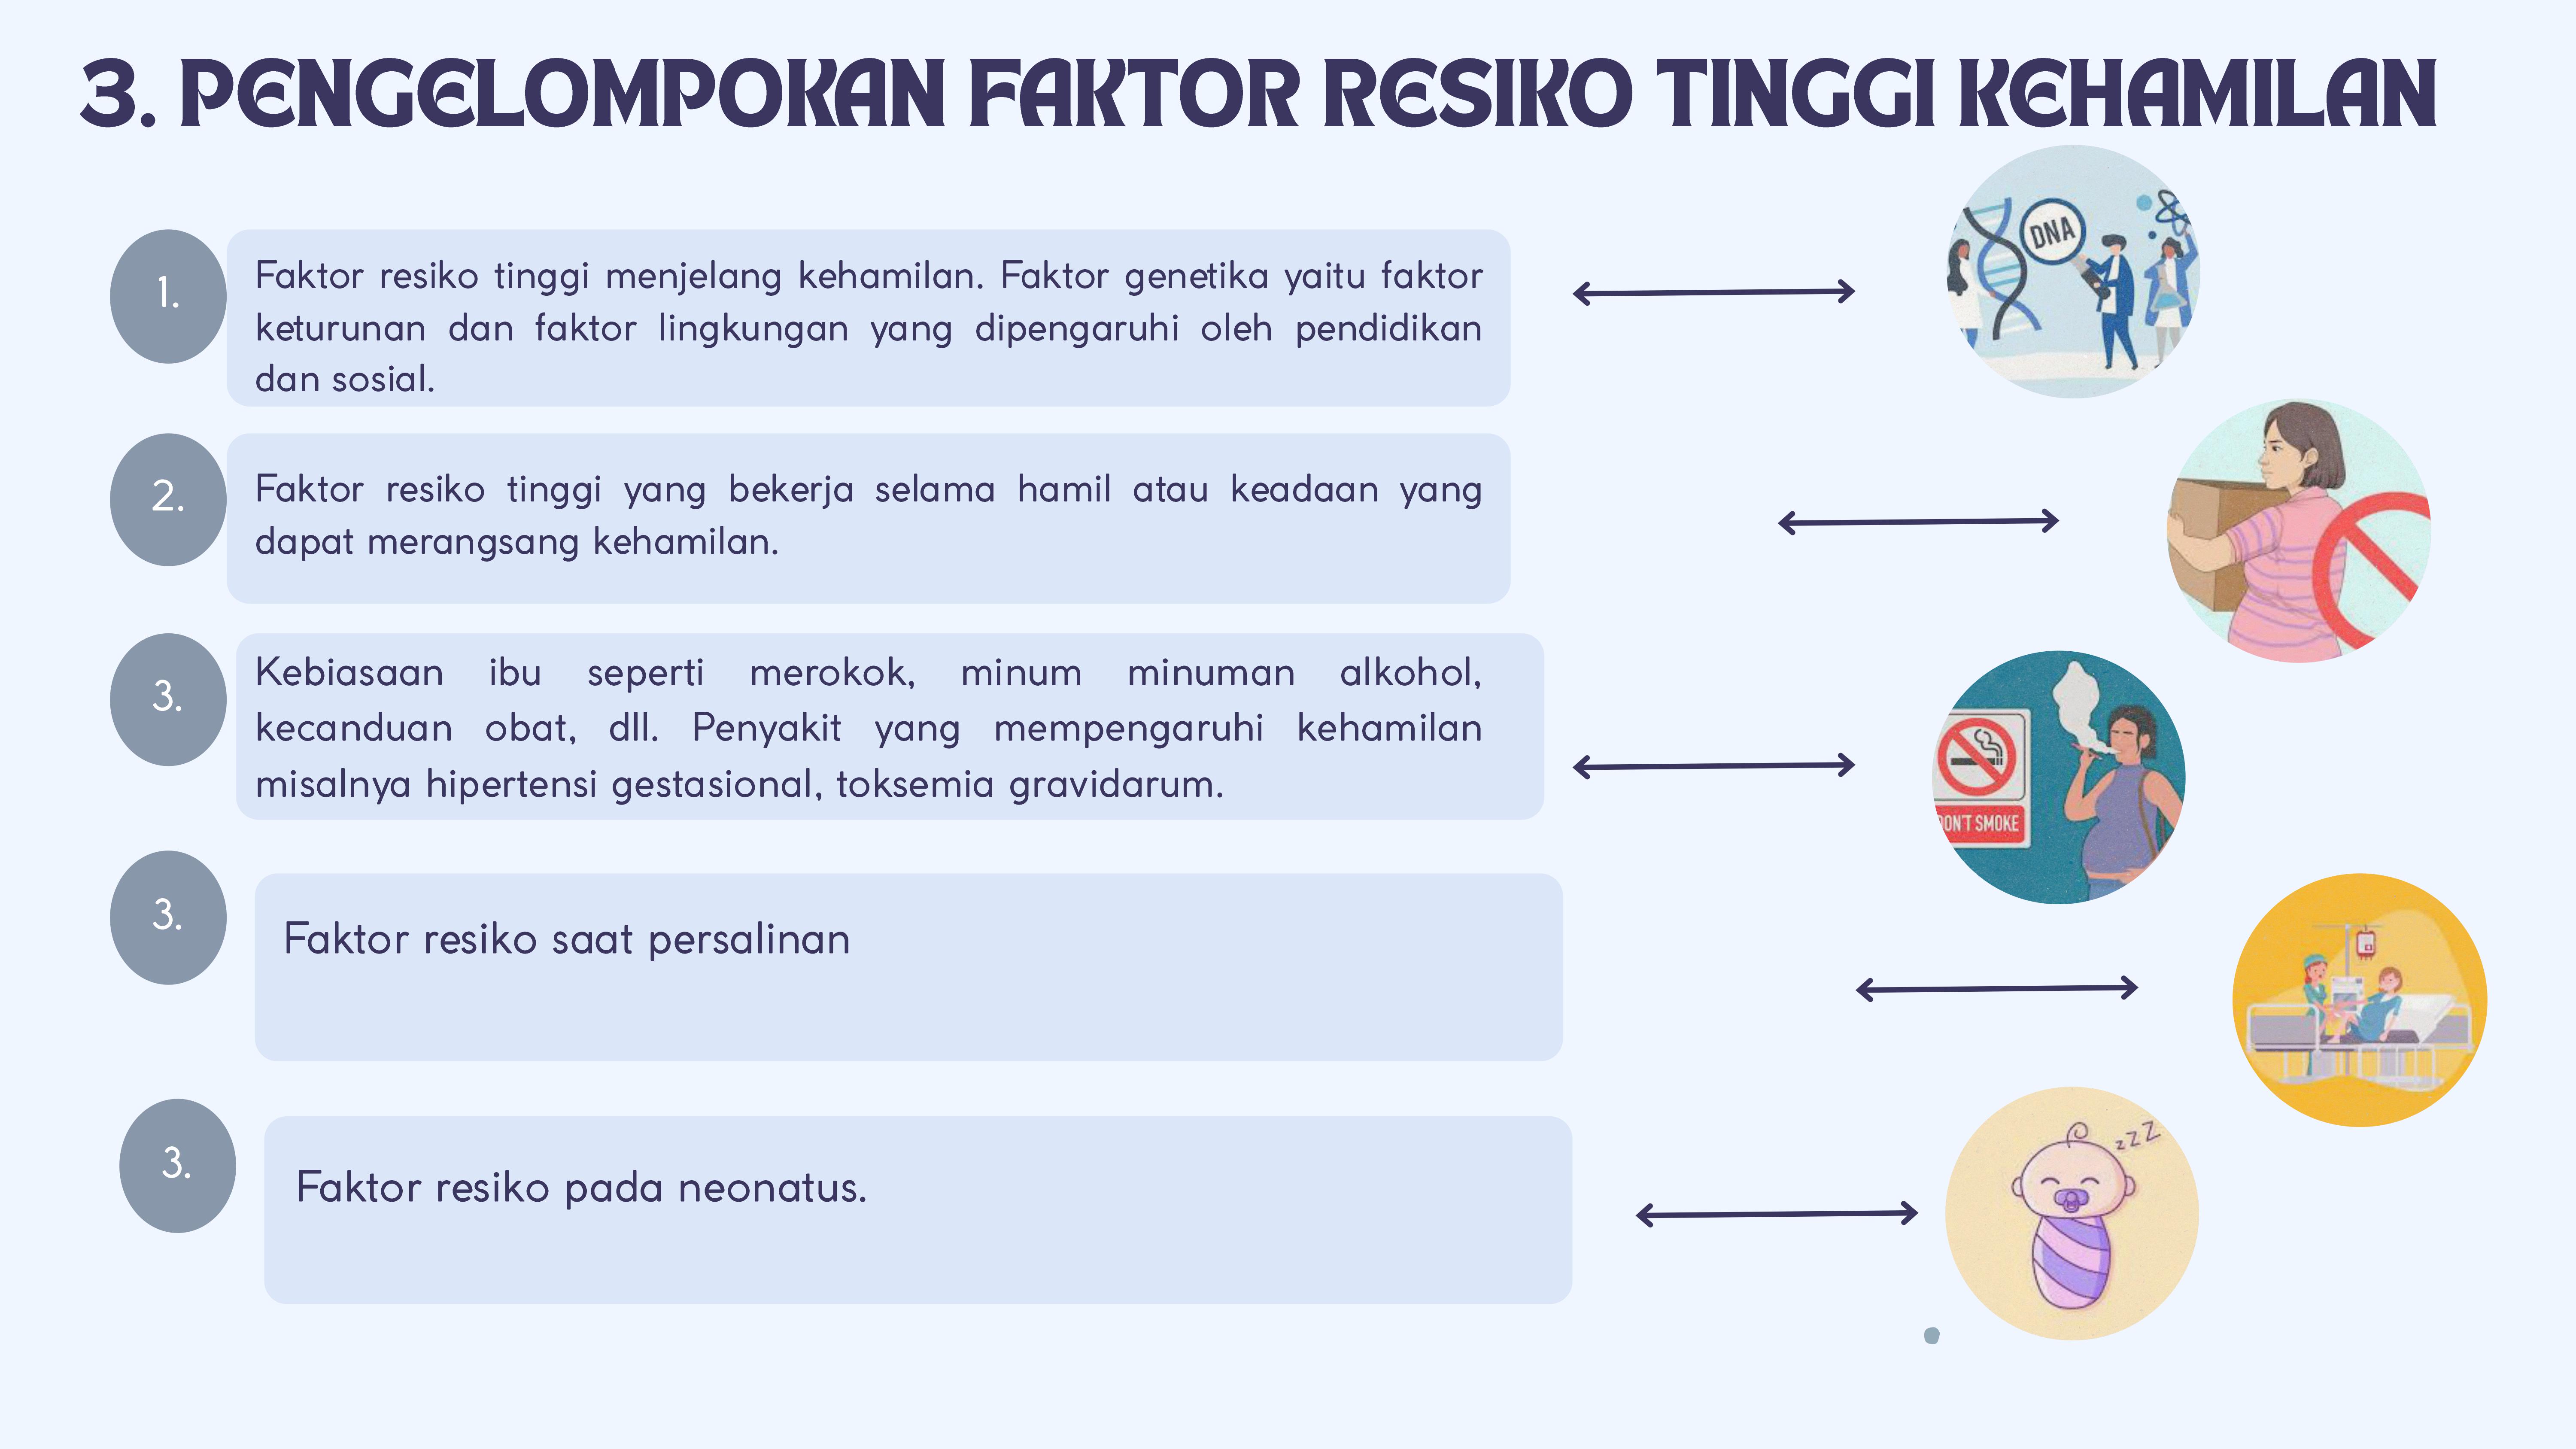 3. PENGELOMPOKAN FAKTOR RESIKO TINGGI KEHAMILAN
1.
Faktor resiko tinggi menjelang kehamilan. Faktor genetika yaitu faktor
keturunan dan faktor lingkungan yang dipengaruhi oleh pendidikan
dan sosial.
DNA
2.
Faktor resiko tinggi yang bekerja selama hamil atau keadaan yang
dapat merangsang kehamilan.
3.
Kebiasaan ibu seperti merokok, minum minuman alkohol,
kecanduan obat, dll. Penyakit yang mempengaruhi kehamilan
misalnya hipertensi gestasional, toksemia gravidarum.
DON'T SMOKE
3.
Faktor resiko saat persalinan
3.
Faktor resiko pada neonatus.
zZZ